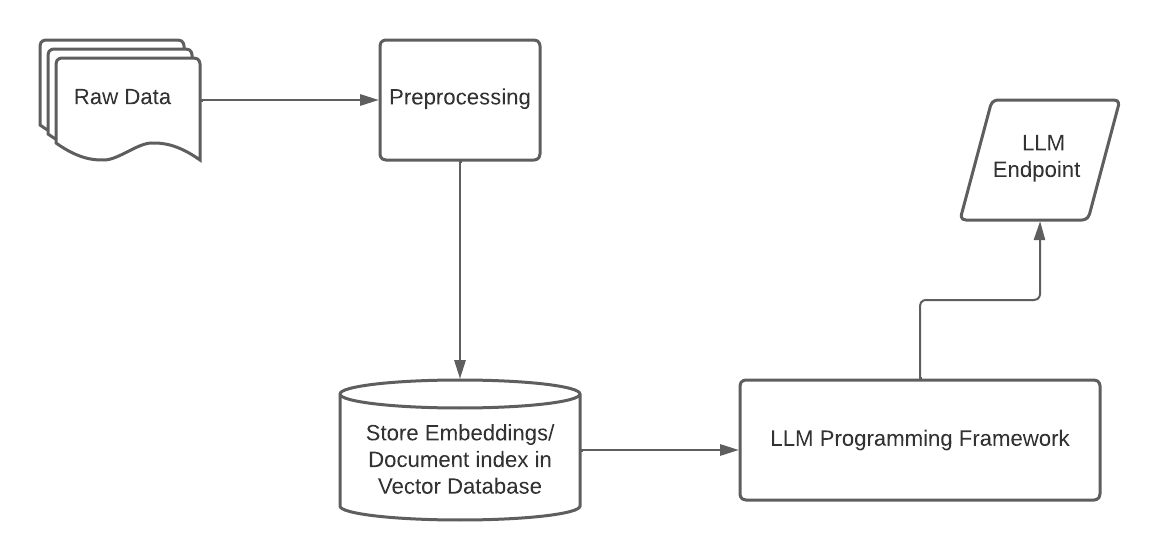 Raw Data
Preprocessing
LLM
Endpoint
Store Embeddings/
Document index in
Vector Database
LLM Programming Framework